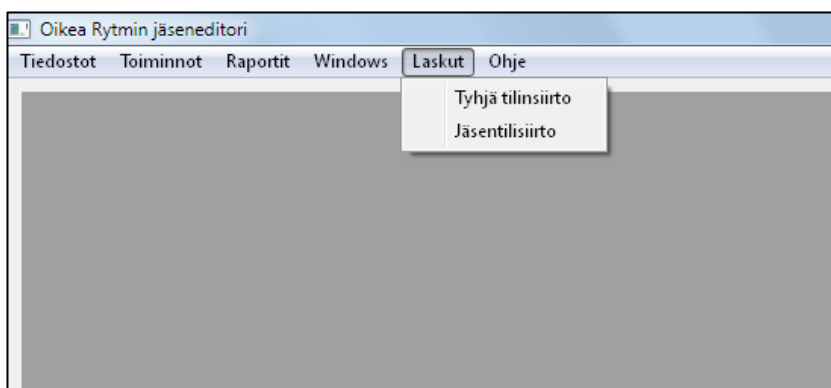 Oikea Rytmin jäseneditori
Tiedostot Toiminnot Raportit Windows Laskut Ohje
Tyhjä tilinsiirto
Jäsentilisiirto